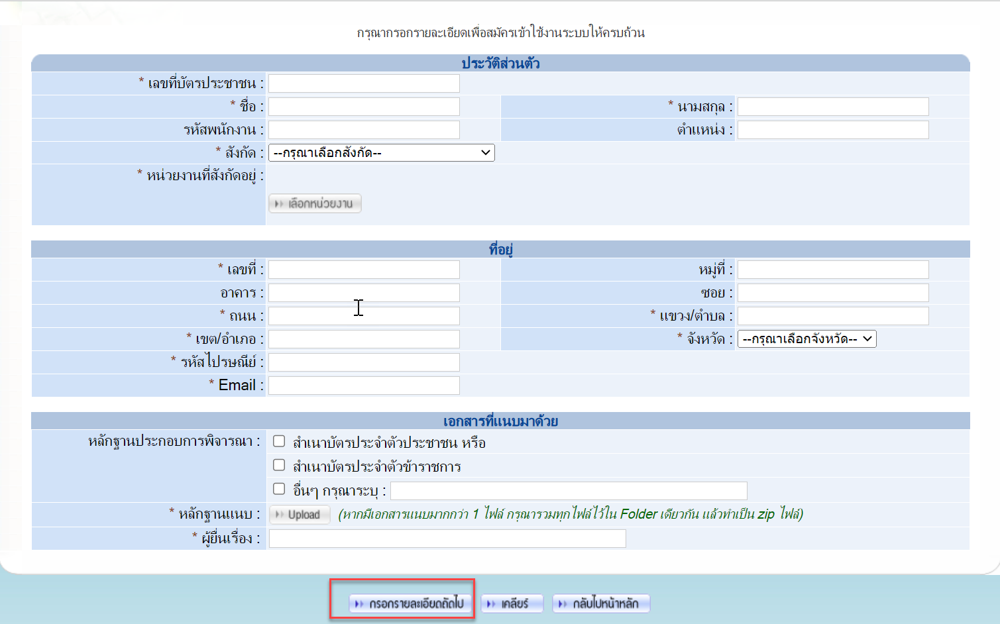 กรุณากรอกรายละเอียดเพื่อสมัครเข้าใช้งานระบบให้ครบถ้วน
ประวัติส่วนตัว
* เลขที่บัตรประชาชน :
* ชื่อ : * นามสกุล :
รหัสพนักงาน : ตำแหน่ง :
* สังกัด : --กรุณาเลือกสังกัด--
* หน่วยงานที่สังกัดอยู่ :
เลือกหน่วยงาน
ที่อยู่
* เลขที่ : หมู่ที่ :
อาคาร : ซอย :
* ถนน : * แขวง/ตำบล :
* เขต/อำเภอ : * จังหวัด : --กรุณาเลือกจังหวัด--
* รหัสไปรษณีย์ :
* Email :
เอกสารที่แนบมาด้วย
หลักฐานประกอบการพิจารณา : สำเนาบัตรประจำตัวประชาชน หรือ
สำเนาบัตรประจำตัวข้าราชการ
อื่นๆ กรุณาระบุ :
* หลักฐานแนบ : Upload (หากมีเอกสารแนบมากกว่า 1 ไฟล์ กรุณารวมทุกไฟล์ไว้ใน Folder เดียวกัน แล้วทำเป็น zip ไฟล์)
* ผู้ยื่นเรื่อง :
กรอกรายละเอียดถัดไป เคลียร์ กลับไปหน้าหลัก